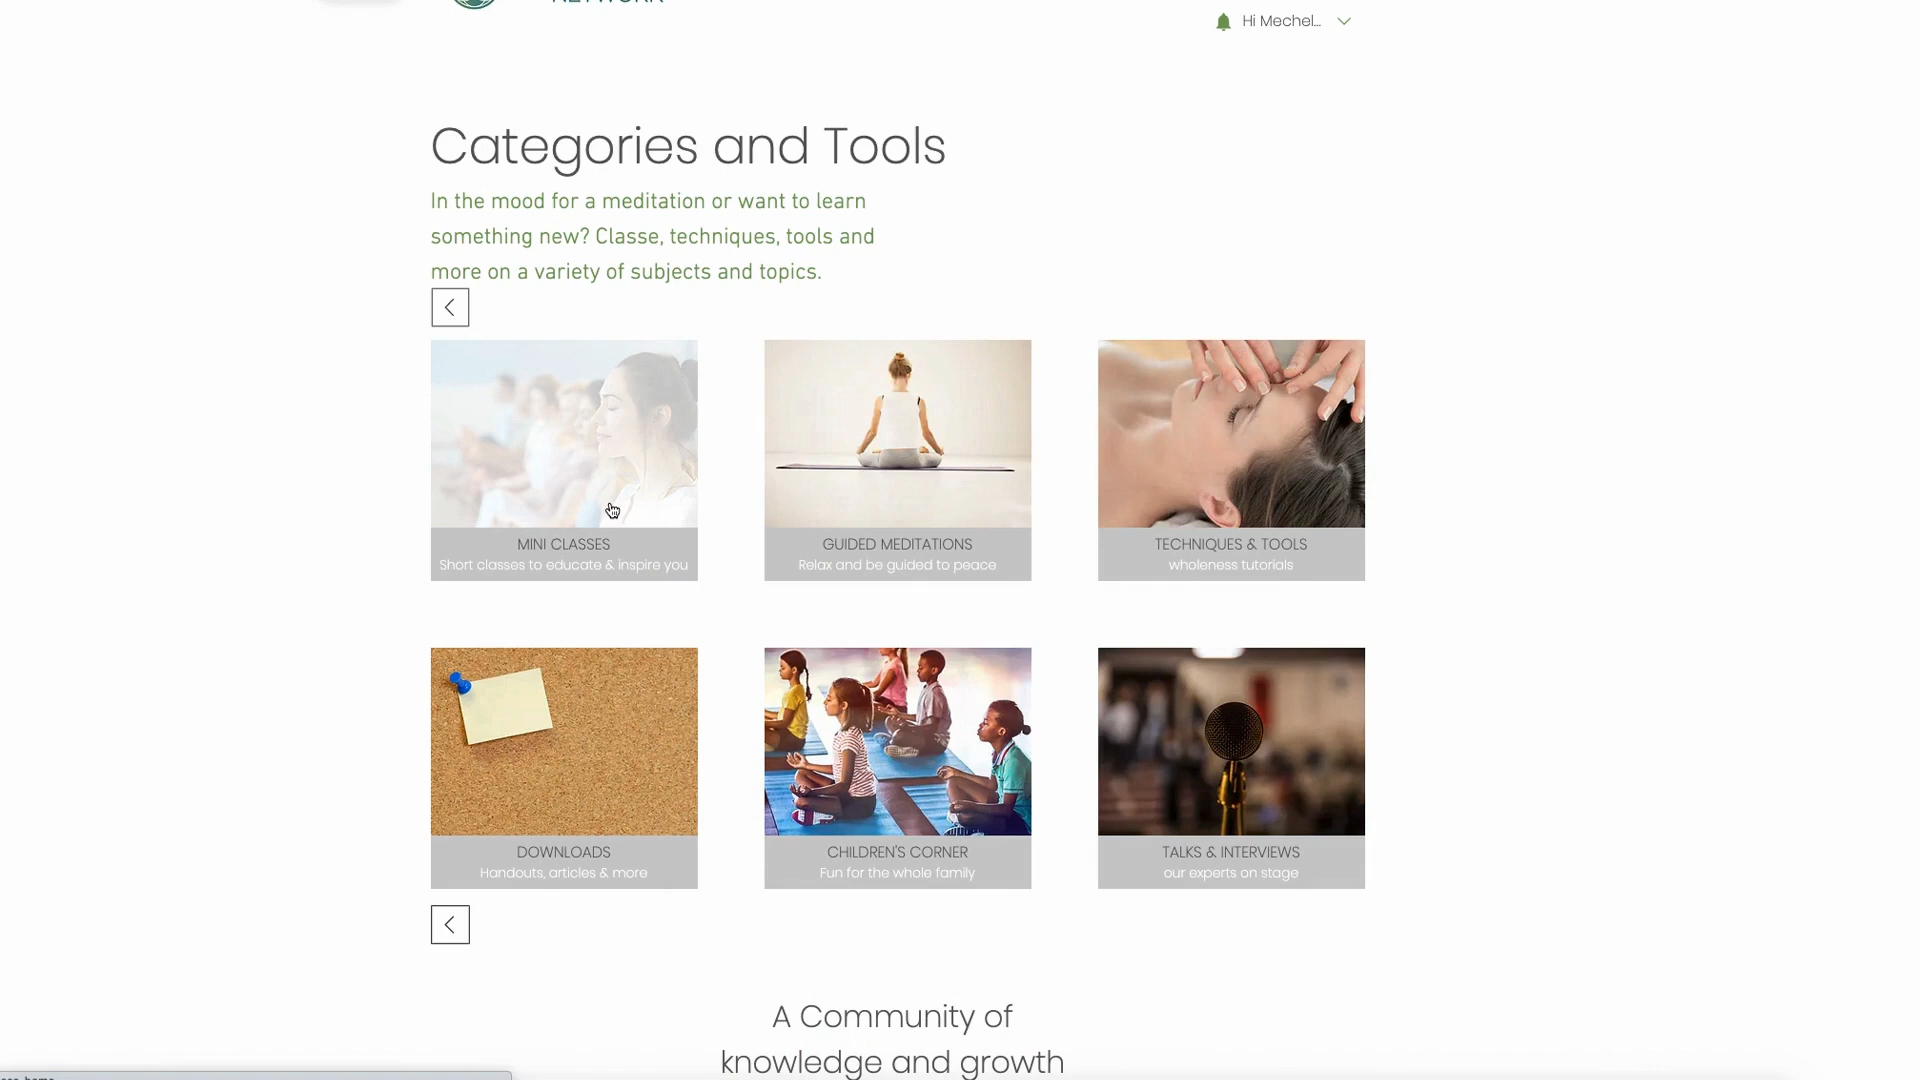 Hi Mechel...
Categories and Tools
In the mood for a meditation or want to learn
something new? Classe, techniques, tools and
more on a variety of subjects and topics.
MINI CLASSES
Short classes to educate & inspire you
GUIDED MEDITATIONS
Relax and be guided to peace
TECHNIQUES & TOOLS
wholeness tutorials
DOWNLOADS
Handouts, articles & more
CHILDREN'S CORNER
Fun for the whole family
TALKS & INTERVIEWS
our experts on stage
A Community of
knowledge and growth